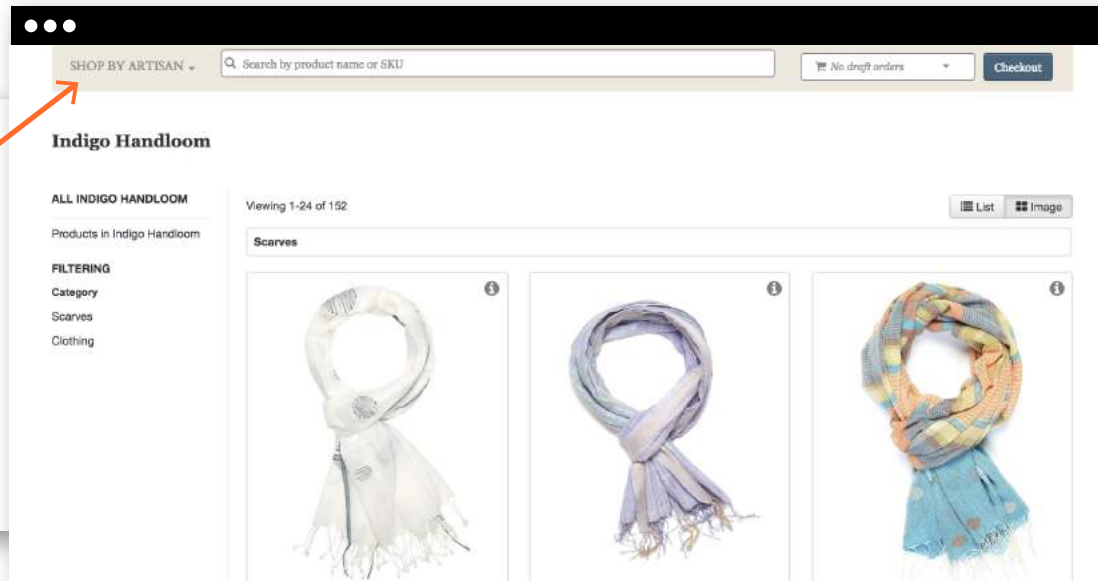 SHOP BY ARTISAN
Search by product name or SKU
No draft orders
Checkout
Indigo Handloom
ALL INDIGO HANDLOOM
Products in Indigo Handloom
FILTERING
Category
Scarves
Clothing
Viewing 1-24 of 152
List
Image
Scarves